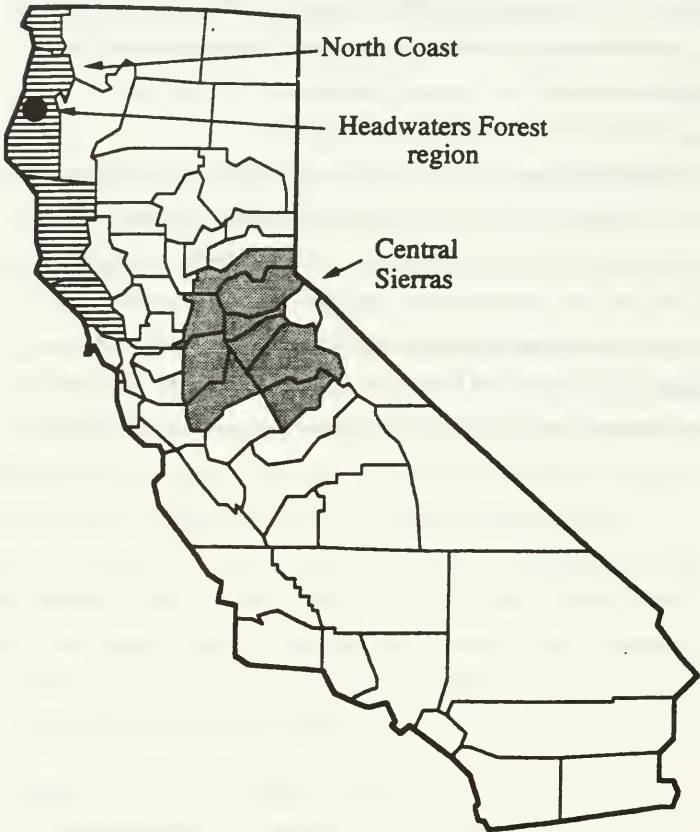 North Coast
Headwaters Forest
region
Central
Sierras